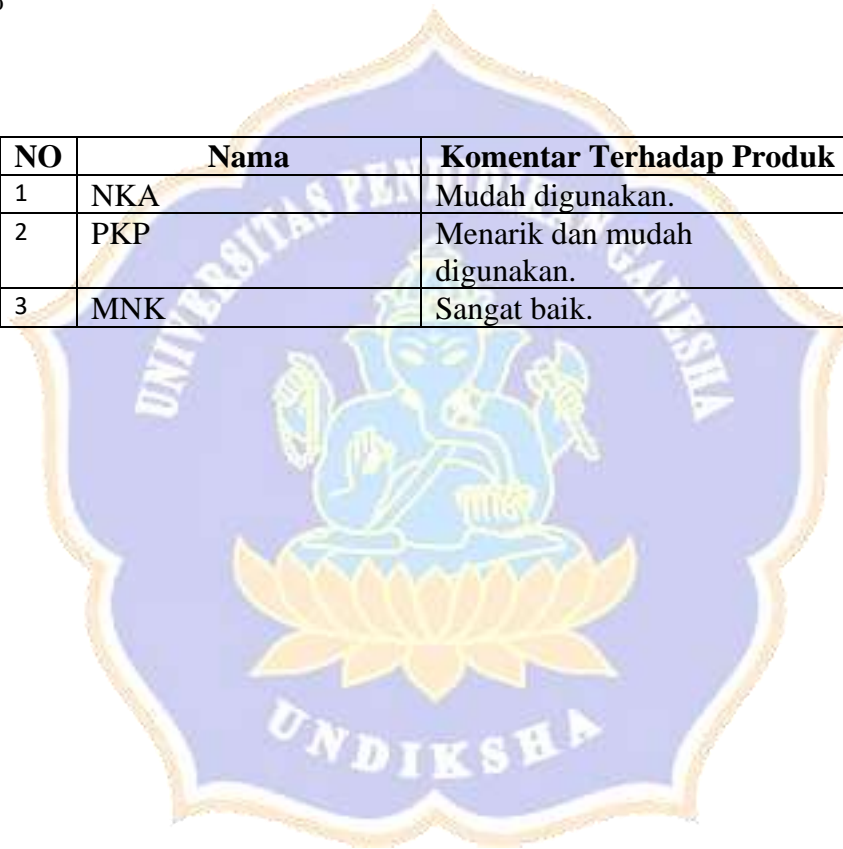 NO Nama Komentar Terhadap Produk
1 NKA Mudah digunakan.
2 PKP Menarik dan mudah
digunakan.
3 MNK Sangat baik.
UNIVERSITAS PENDIDIKAN GANESHA
UNDIKSHA